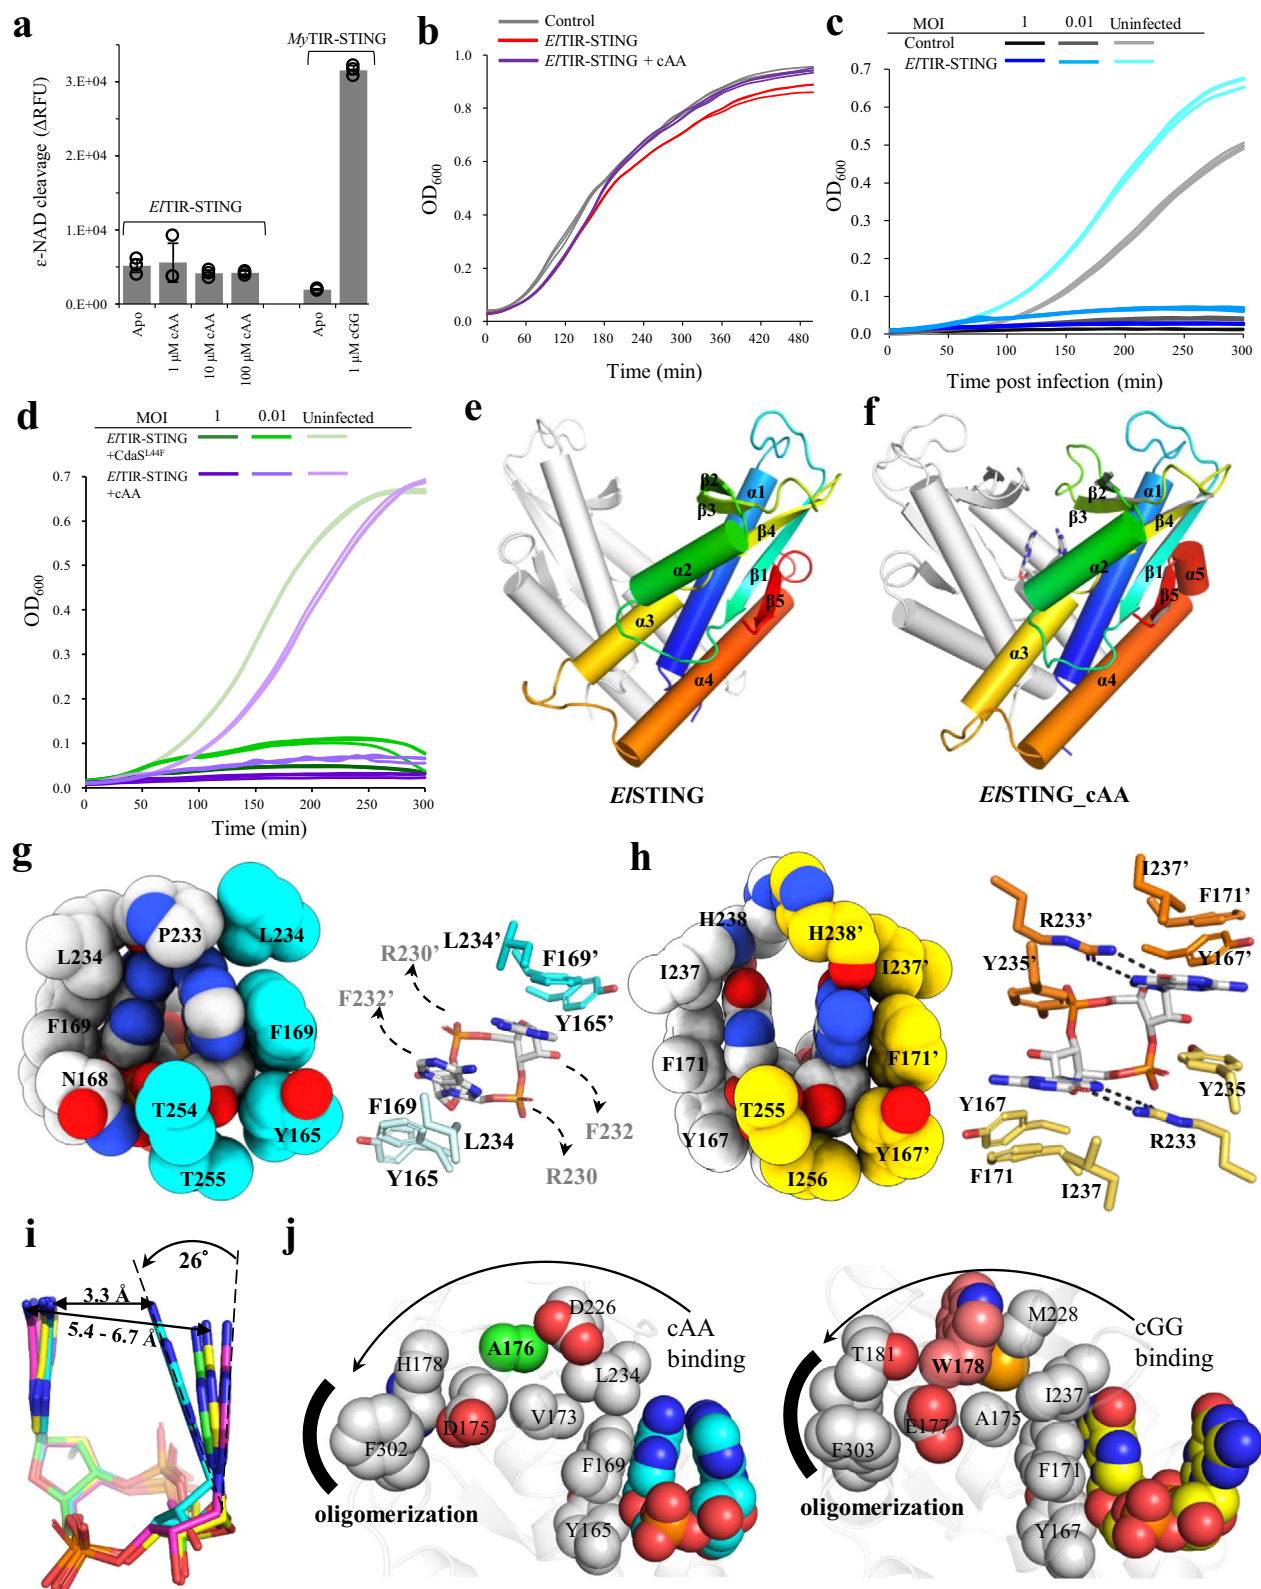 a
MyTIR-STING
ε-NAD cleavage (ΔRFU)
3.E+04
2.E+04
1.E+04
0.E+00
ElTIR-STING
Apo
1 μM cAA
10 μM cAA
100 μM cAA
Apo
1 μM cGG
b
Control
ElTIR-STING
ElTIR-STING + cAA
OD600
1.0
0.8
0.6
0.4
0.2
0.0
0 60 120 180 240 300 360 420 480
Time (min)
c
MOI 1 0.01 Uninfected
Control
ElTIR-STING
OD600
0.7
0.6
0.5
0.4
0.3
0.2
0.1
0.0
0 50 100 150 200 250 300
Time post infection (min)
d
MOI 1 0.01 Uninfected
ElTIR-STING
+CdaSL44F
ElTIR-STING
+cAA
OD600
0.7
0.6
0.5
0.4
0.3
0.2
0.1
0.0
0 50 100 150 200 250 300
Time (min)
e
β2
α1
β3
β4
α2
β1
β5
α3
α4
ElSTING
f
β2
α1
β3
β4
α2
β1
α5
β5
α3
α4
ElSTING_cAA
g
P233
L234
L234
F169
F169
N168
T254
Y165
T255
L234’
R230’
F169’
F232’
Y165’
F169
L234
F232
Y165
R230
h
H238
H238’
I237
I237’
F171
F171’
T255
Y167
Y167’
I256
I237’
F171’
R233’
Y235’
Y167’
Y235
Y167
R233
F171
I237
i
26°
3.3 Å
5.4 - 6.7 Å
j
D226
cAA
binding
A176
H178
L234
V173
D175
F302
F169
oligomerization
Y165
M228
cGG
binding
T181
W178
I237
A175
E177
F303
F171
oligomerization
Y167